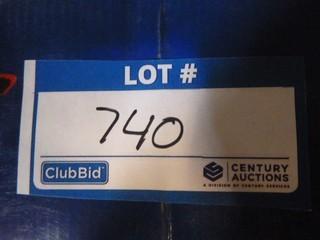 LOT #
740
ClubBid
CENTURY
AUCTIONS
A DIVISION OF CENTURY SERVICES